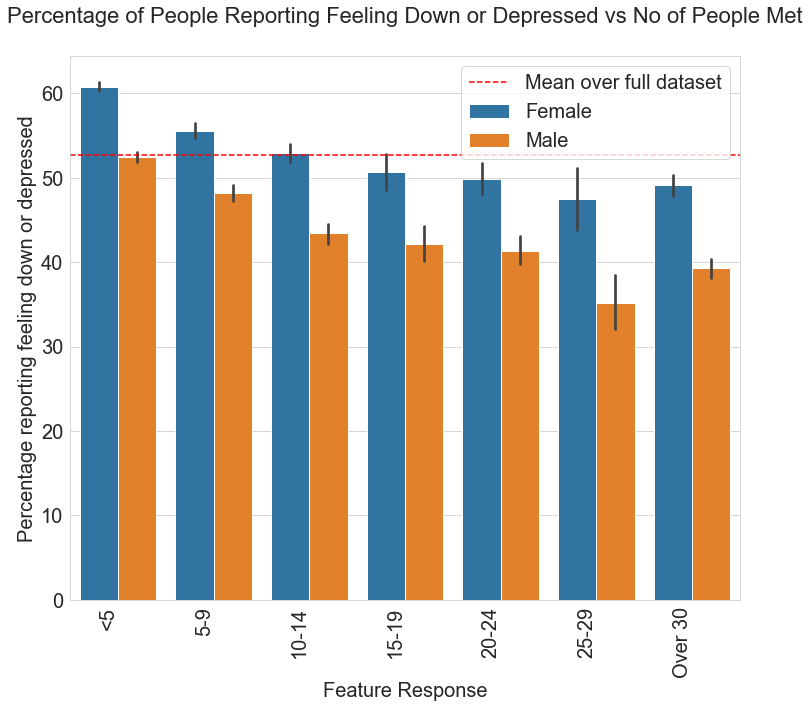 Percentage of People Reporting Feeling Down or Depressed vs No of People Met
Mean over full dataset
Female
Male
Percentage reporting feeling down or depressed
60
50
40
30
20
10
0
<5
5-9
10-14
15-19
20-24
25-29
Over 30
Feature Response